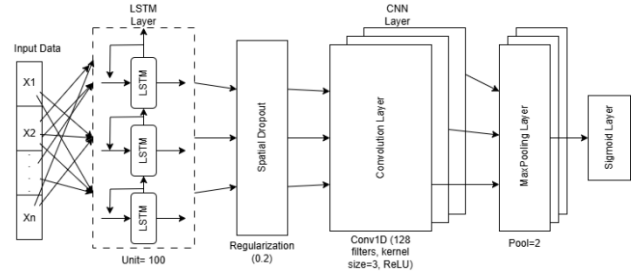 LSTM
Layer
CNN
Layer
Input Data
X1
X2
Xn
LSTM
LSTM
LSTM
Spatial Dropout
Convolution Layer
MaxPooling Layer
Sigmoid Layer
Unit= 100
Regularization
(0.2)
Conv1D (128
filters, kernel
size=3, ReLU)
Pool=2